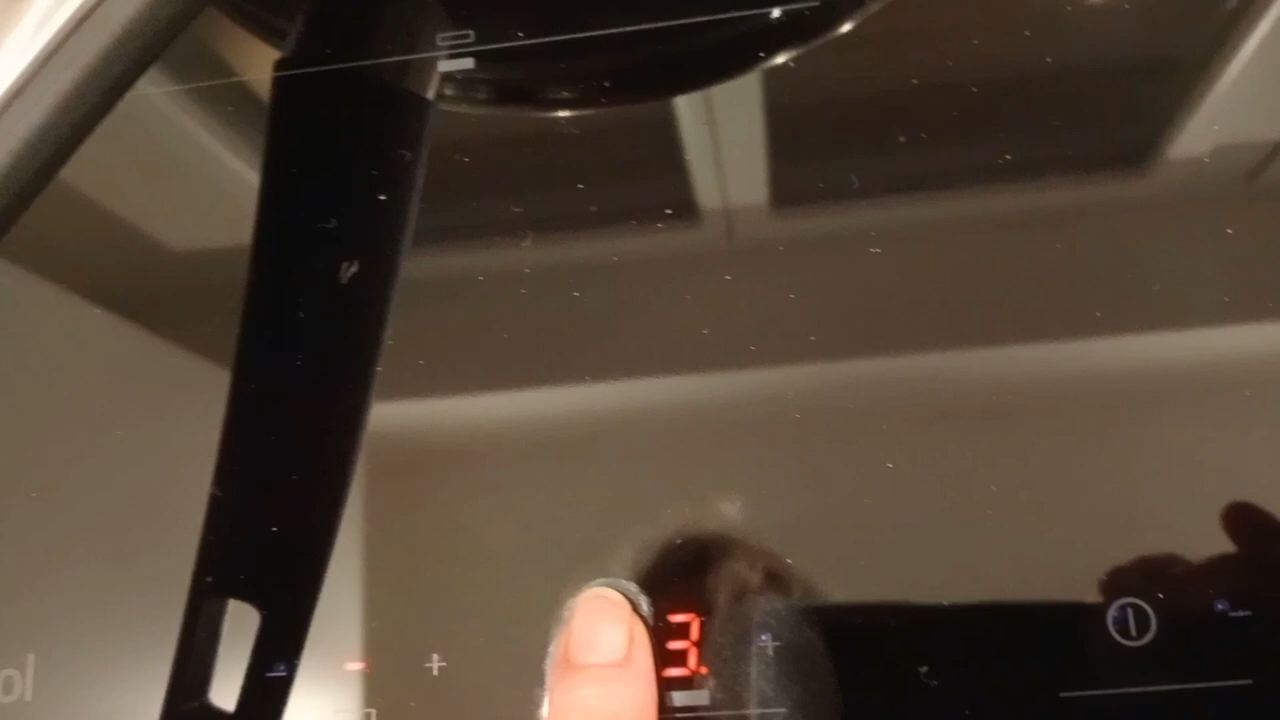 3.
+ +
ol